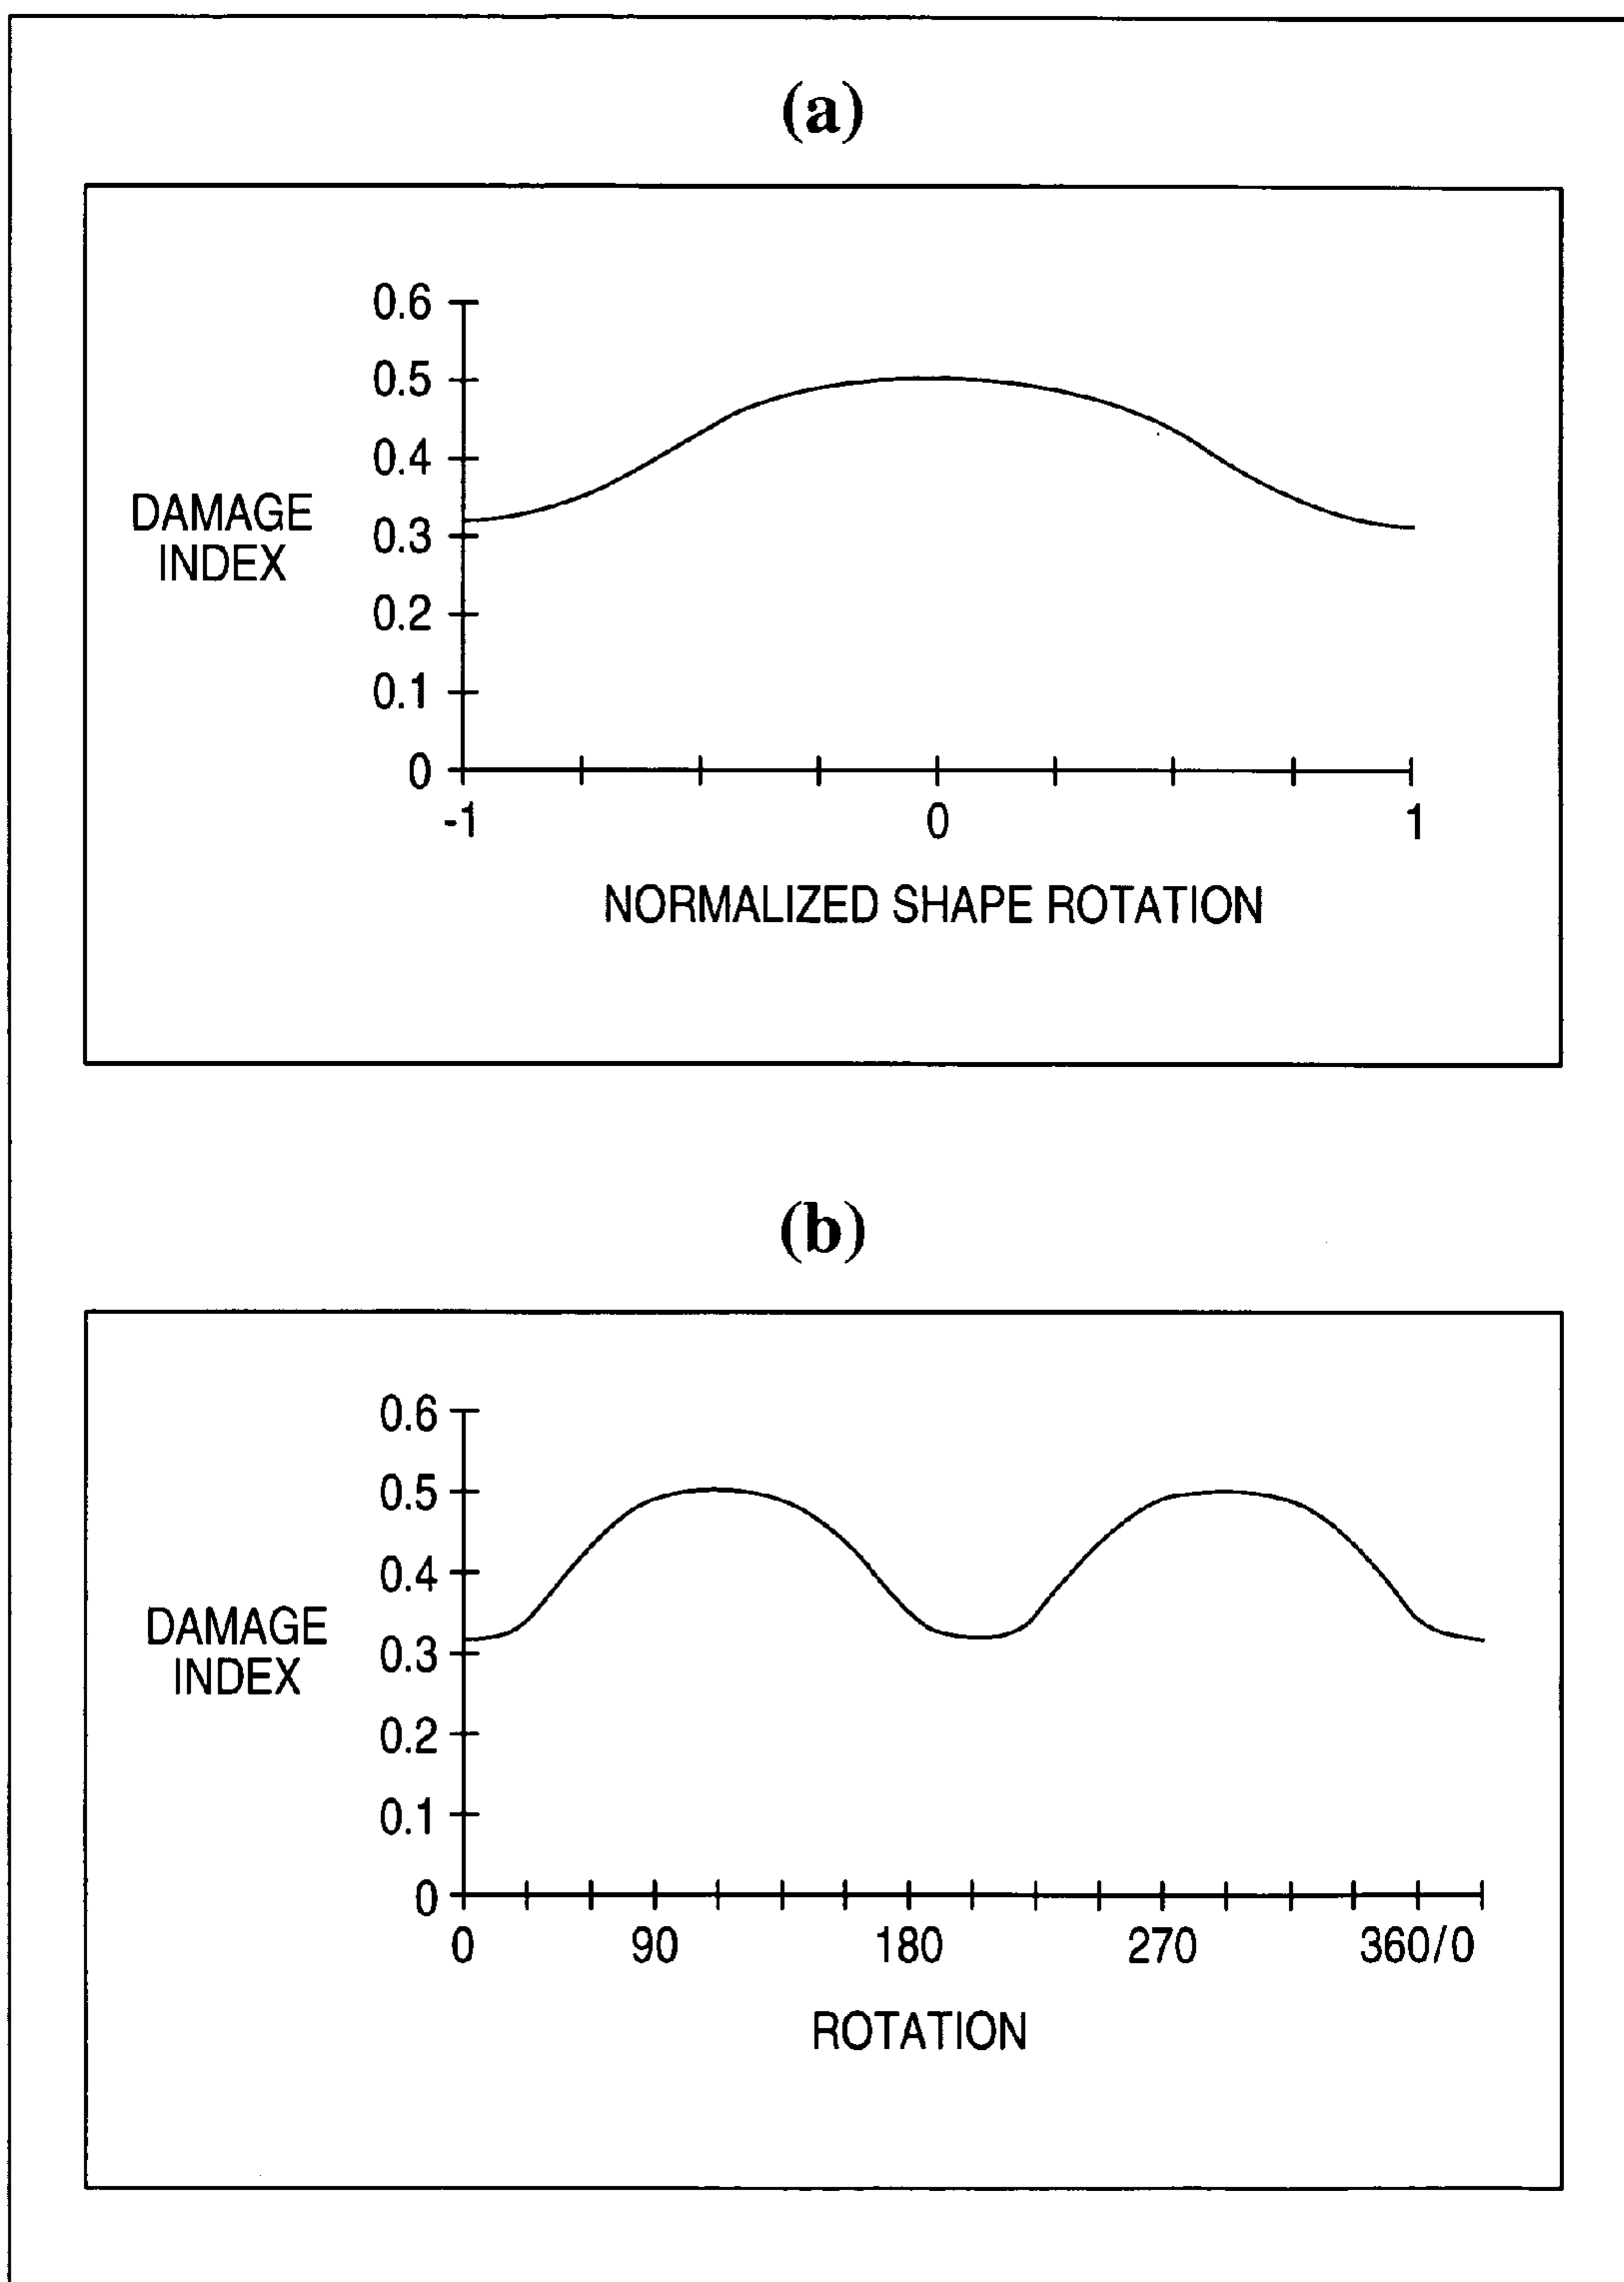 (a)
0.6
0.5
0.4
0.3
0.2
0.1
0
DAMAGE
INDEX
-1 0 1
NORMALIZED SHAPE ROTATION
(b)
0.6
0.5
0.4
0.3
0.2
0.1
0
DAMAGE
INDEX
0 90 180 270 360/0
ROTATION